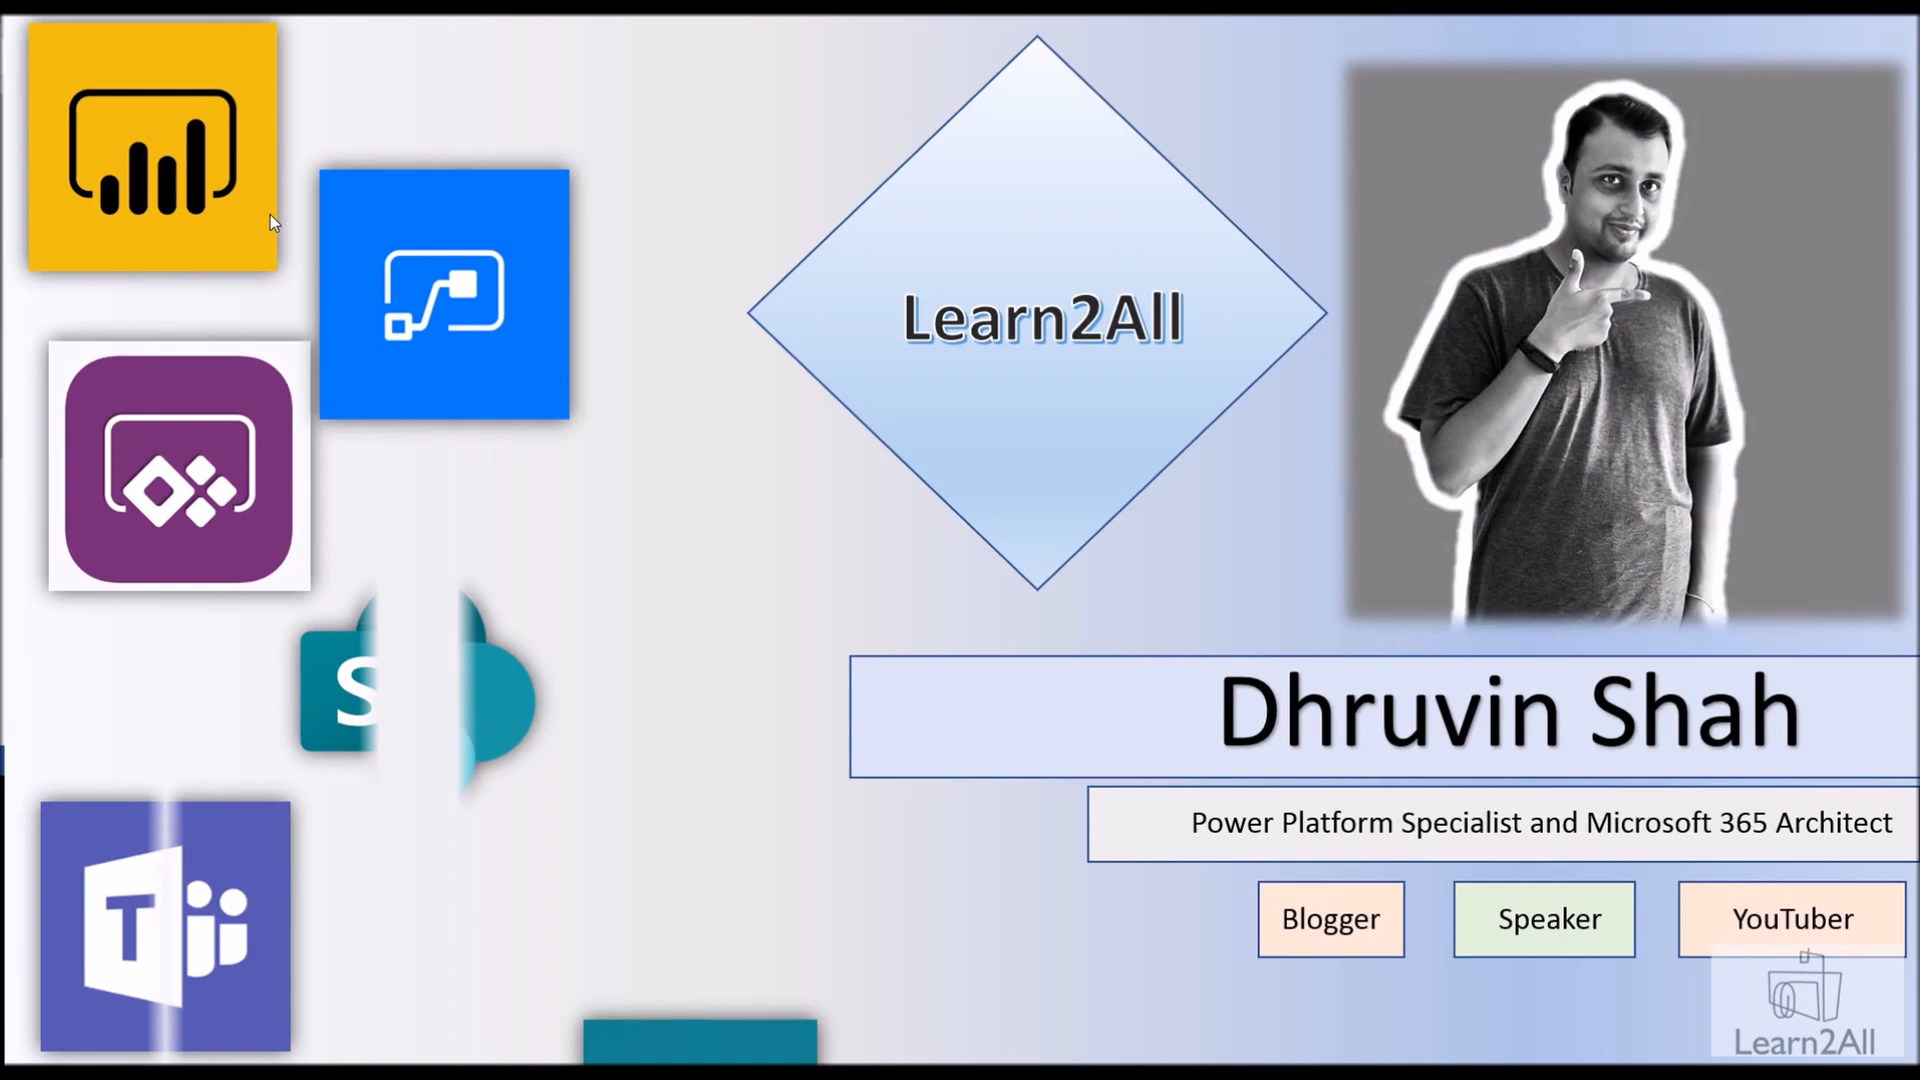 Learn2All
S
T
Dhruvin Shah
Power Platform Specialist and Microsoft 365 Architect
Blogger
Speaker
YouTuber
Learn2All